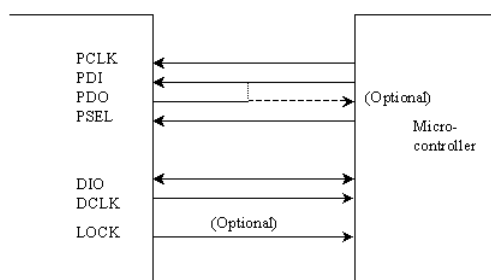 PCLK
PDI
PDO
PSEL
(Optional)
Micro-
controller
DIO
DCLK
LOCK
(Optional)